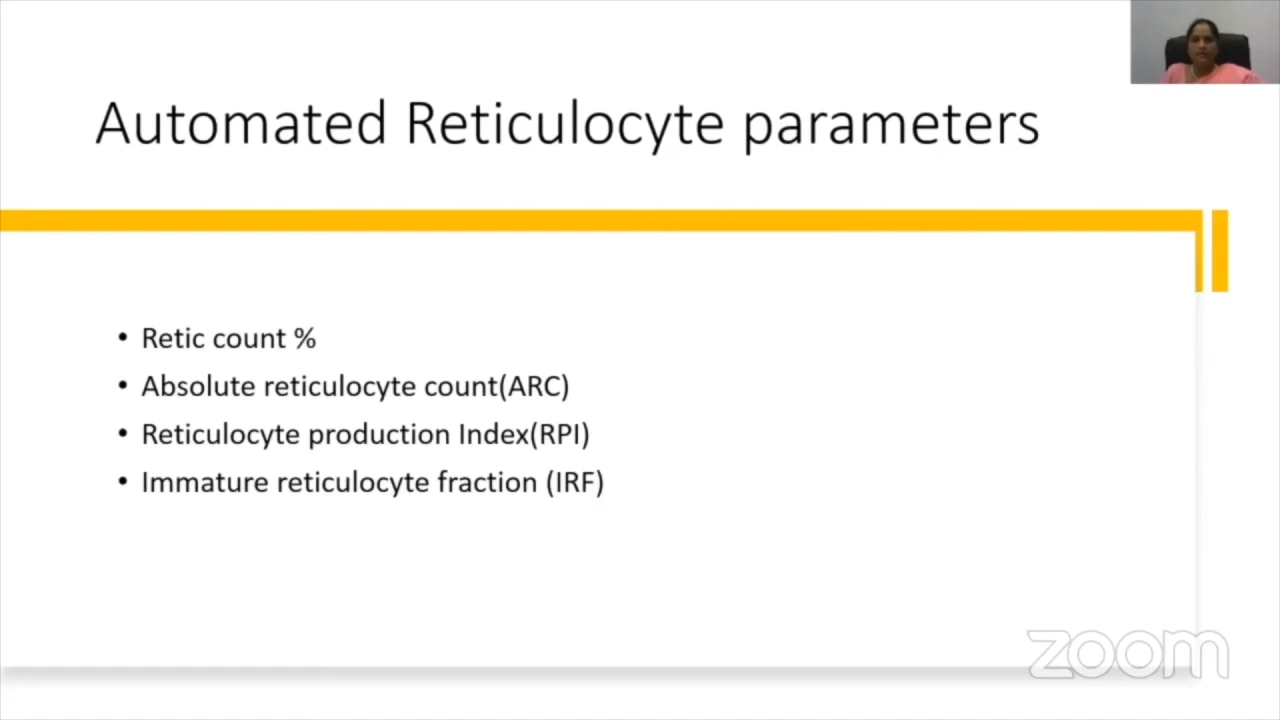 Automated Reticulocyte parameters
• Retic count %
• Absolute reticulocyte count(ARC)
• Reticulocyte production Index(RPI)
• Immature reticulocyte fraction (IRF)
zoom